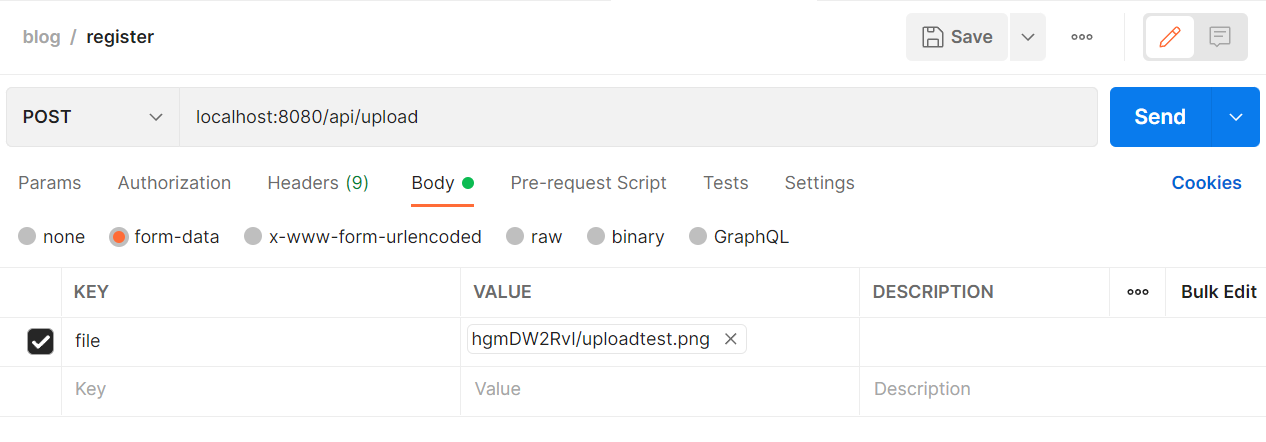 blog / register Save
POST localhost:8080/api/upload Send
Params Authorization Headers (9) Body Pre-request Script Tests Settings Cookies
none form-data x-www-form-urlencoded raw binary GraphQL
KEY VALUE DESCRIPTION Bulk Edit
file hgmDW2Rvl/uploadtest.png
Key Value Description